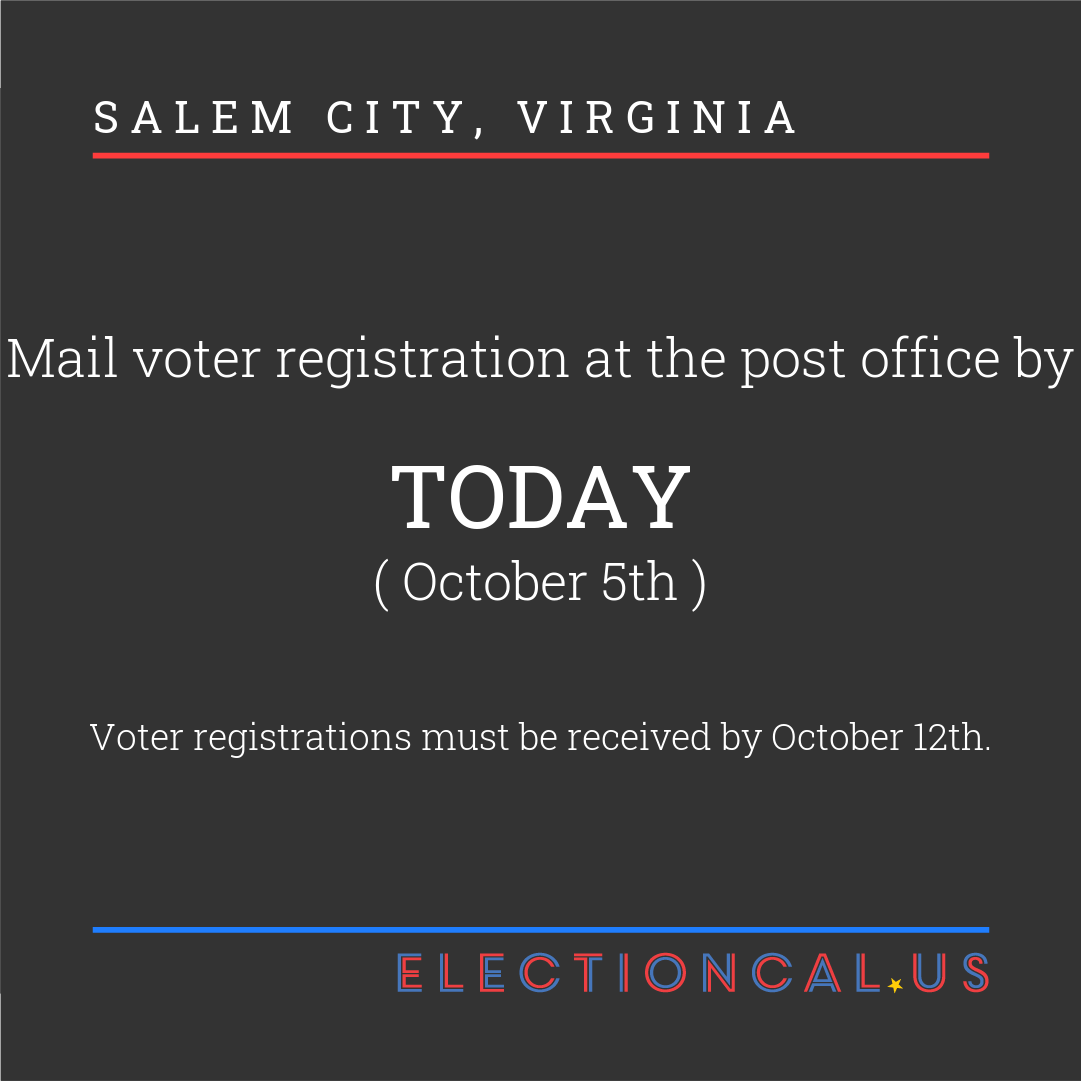 SALEM CITY, VIRGINIA
Mail voter registration at the post office by
TODAY
( October 5th )
Voter registrations must be received by October 12th.
ELECTIONCAL.US